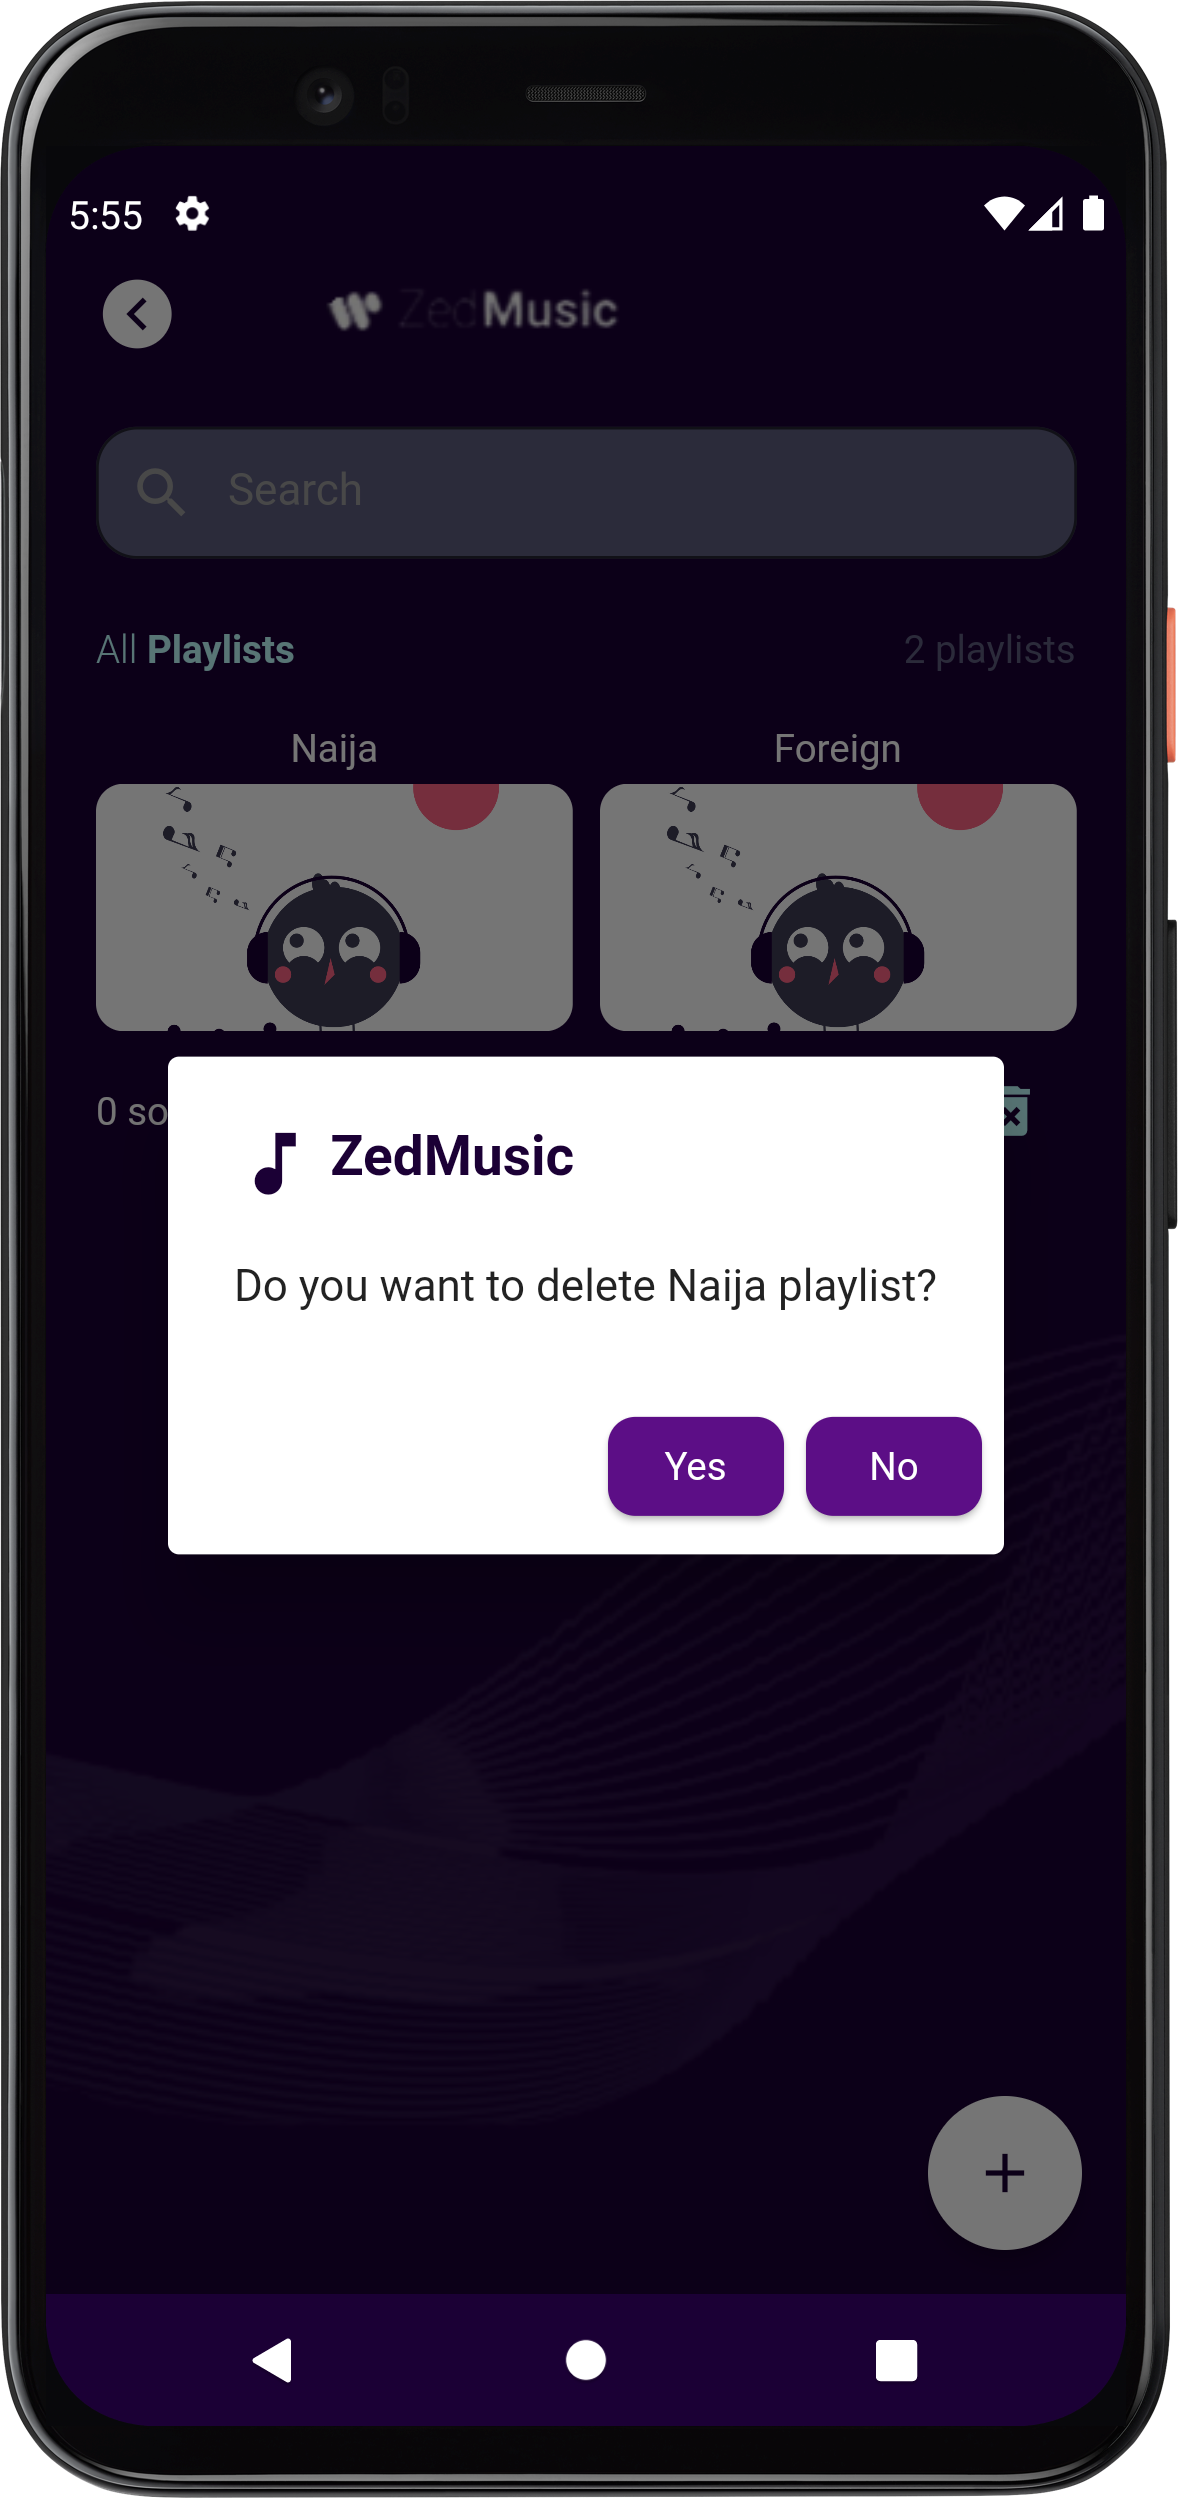 5:55
ZedMusic
Search
All Playlists
2 playlists
Naija
Foreign
0 so
ZedMusic
Do you want to delete Naija playlist?
Yes
No